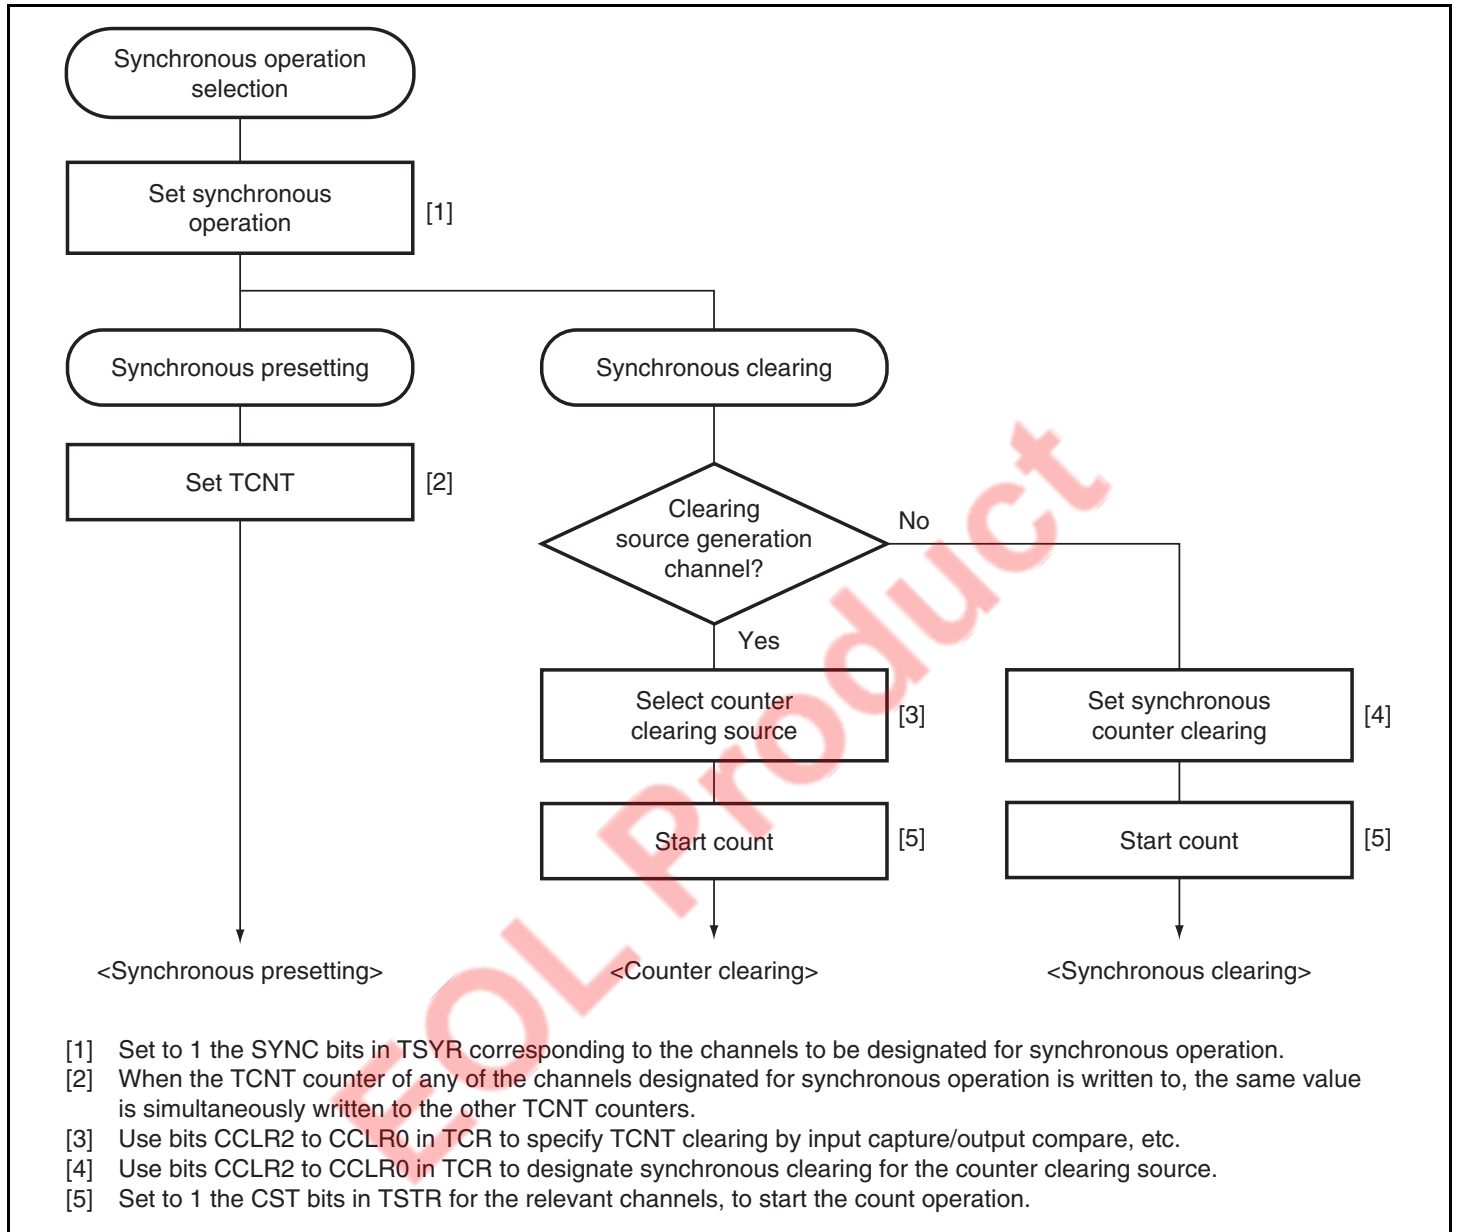 Synchronous operation
selection
Set synchronous
operation
[1]
Synchronous presetting
Synchronous clearing
Set TCNT
[2]
Clearing
source generation
channel?
No
Yes
Select counter
clearing source
[3]
Set synchronous
counter clearing
[4]
Start count
[5]
Start count
[5]
<Synchronous presetting>
<Counter clearing>
<Synchronous clearing>
[1] Set to 1 the SYNC bits in TSYR corresponding to the channels to be designated for synchronous operation.
[2] When the TCNT counter of any of the channels designated for synchronous operation is written to, the same value
is simultaneously written to the other TCNT counters.
[3] Use bits CCLR2 to CCLR0 in TCR to specify TCNT clearing by input capture/output compare, etc.
[4] Use bits CCLR2 to CCLR0 in TCR to designate synchronous clearing for the counter clearing source.
[5] Set to 1 the CST bits in TSTR for the relevant channels, to start the count operation.
EOL Product